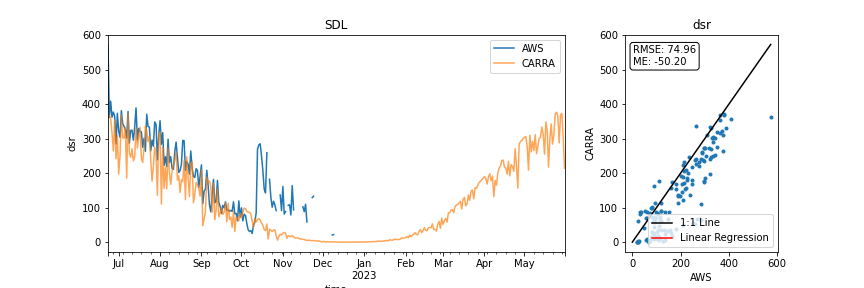 SDL
dsr
600
500
400
300
200
100
0
dsr
AWS
CARRA
Jul Aug Sep Oct Nov Dec Jan Feb Mar Apr May
2023
time
dsr
600
500
400
300
200
100
0
CARRA
RMSE: 74.96
ME: -50.20
1:1 Line
Linear Regression
0 200 400 600
AWS